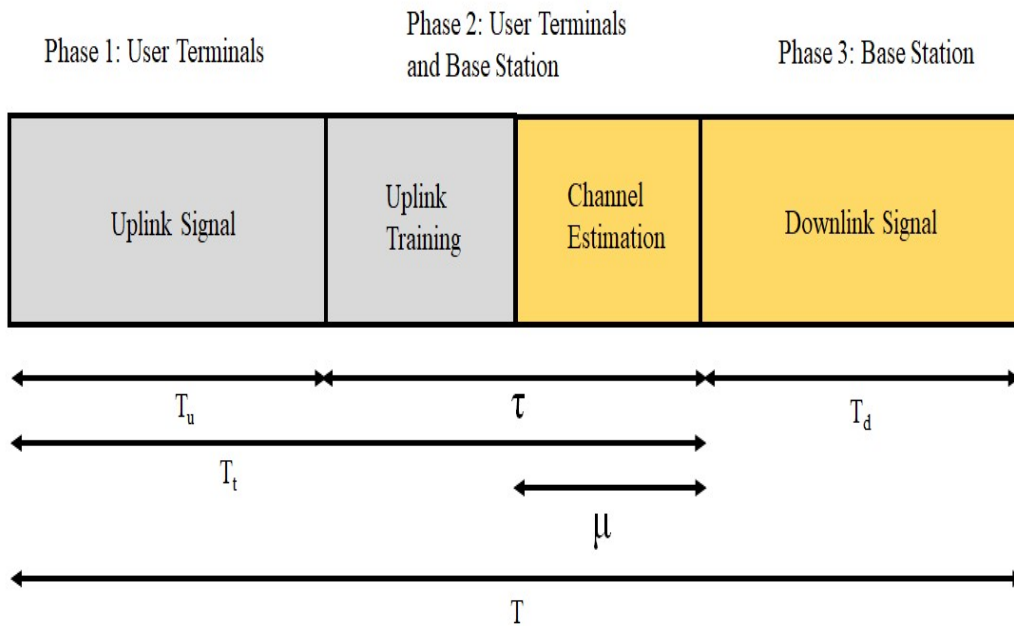 Phase 1: User Terminals
Phase 2: User Terminals
and Base Station
Phase 3: Base Station
Uplink Signal
Uplink
Training
Channel
Estimation
Downlink Signal
Tu
τ
Td
Tt
μ
T